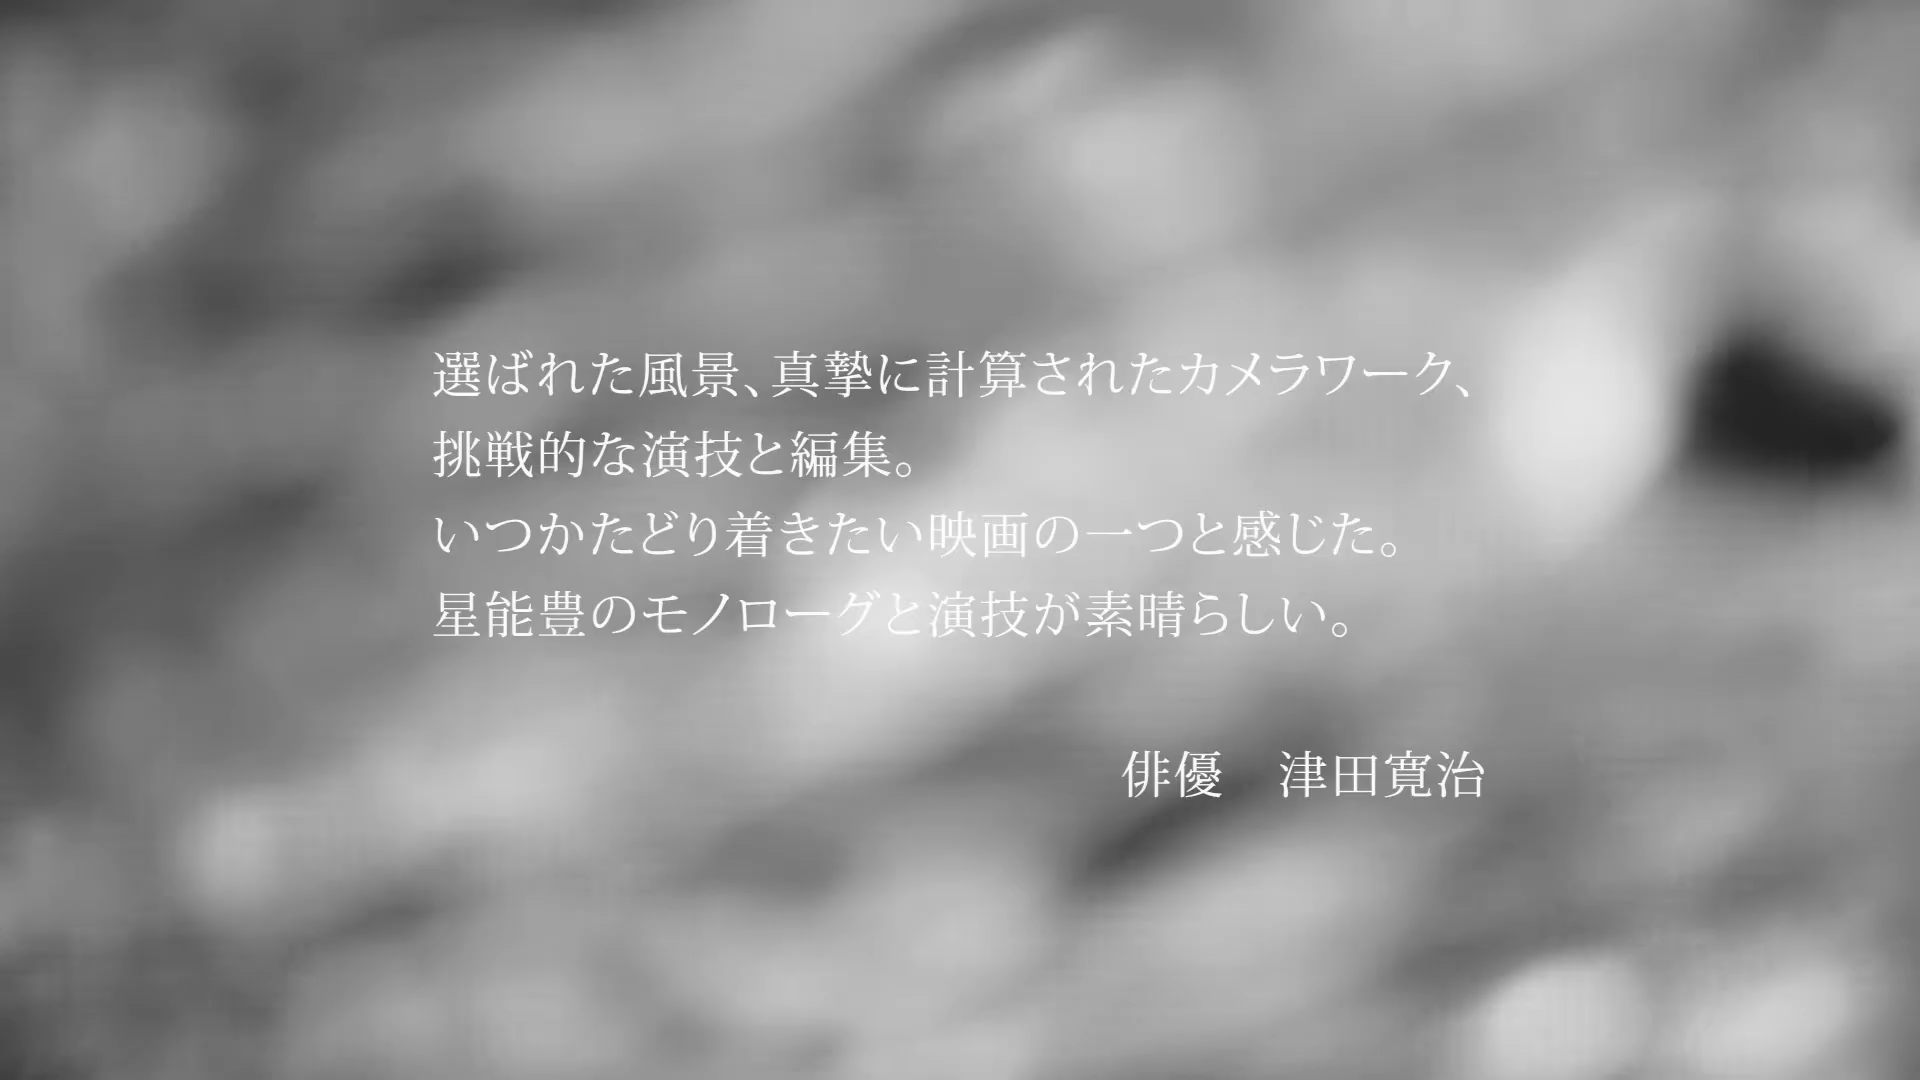 選ばれた風景、真摯に計算されたカメラワーク、
挑戦的な演技と編集。
いつかたどり着きたい映画の一つと感じた。
星能豊のモノローグと演技が素晴らしい。
俳優　津田寛治